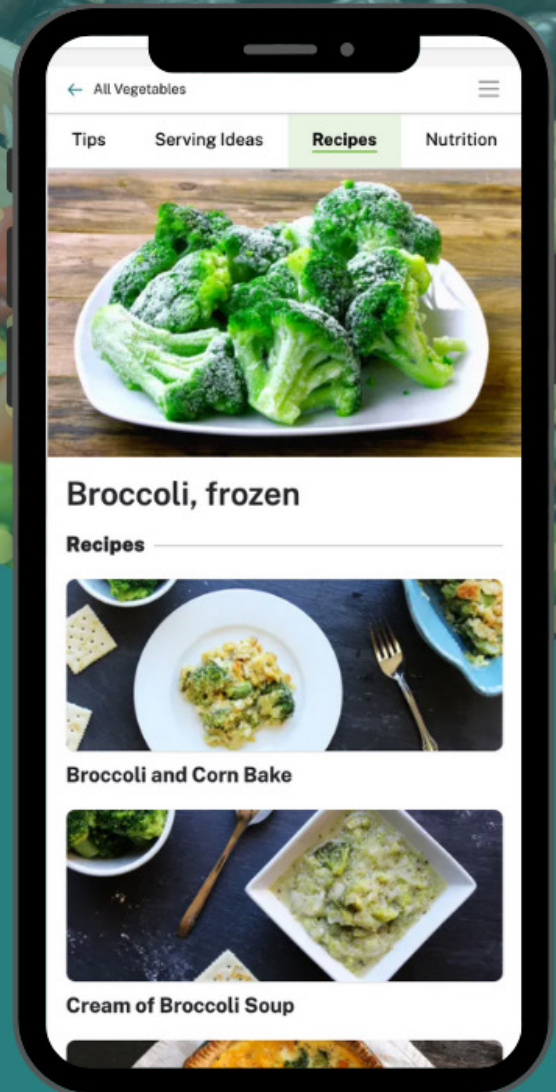 ← All Vegetables
Tips Serving Ideas Recipes Nutrition
Broccoli, frozen
Recipes
Broccoli and Corn Bake
Cream of Broccoli Soup